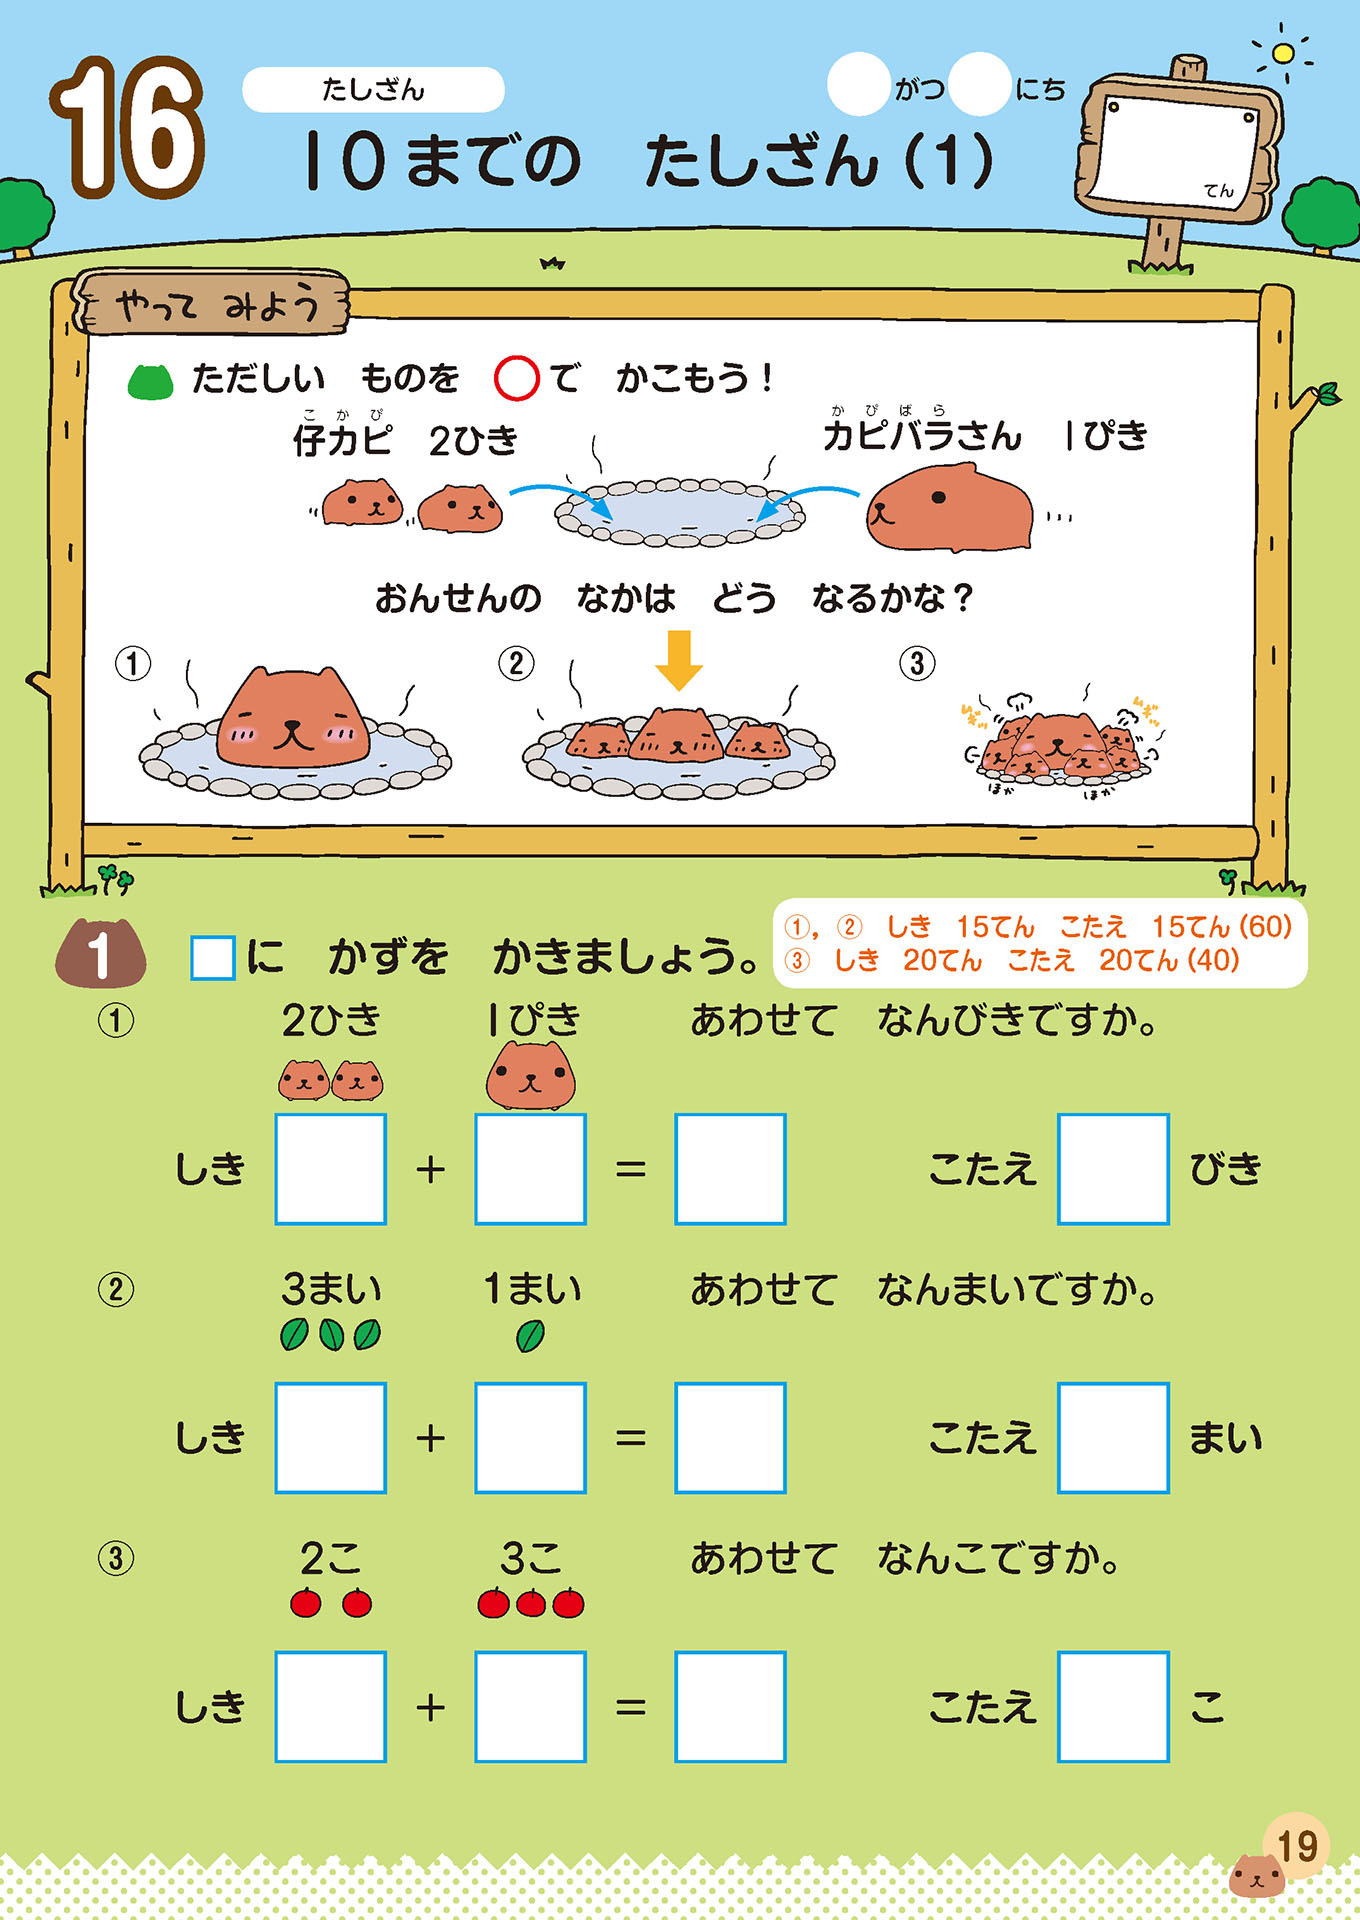 16
たしざん
がつ にち
10までの たしざん(1)
てん
やって みよう
ただしい ものを ○で かこもう!
こかぴ
仔カピ 2ひき
かぴばら
カピバラさん 1ぴき
おんせんの なかは どう なるかな?
① ② ③
ほか ほか
1 □に かずを かきましょう。
①, ② しき 15てん こたえ 15てん(60)
③ しき 20てん こたえ 20てん(40)
① 2ひき 1ぴき あわせて なんびきですか。
しき □ + □ = □ こたえ □ びき
② 3まい 1まい あわせて なんまいですか。
しき □ + □ = □ こたえ □ まい
③ 2こ 3こ あわせて なんこですか。
しき □ + □ = □ こたえ □ こ
19